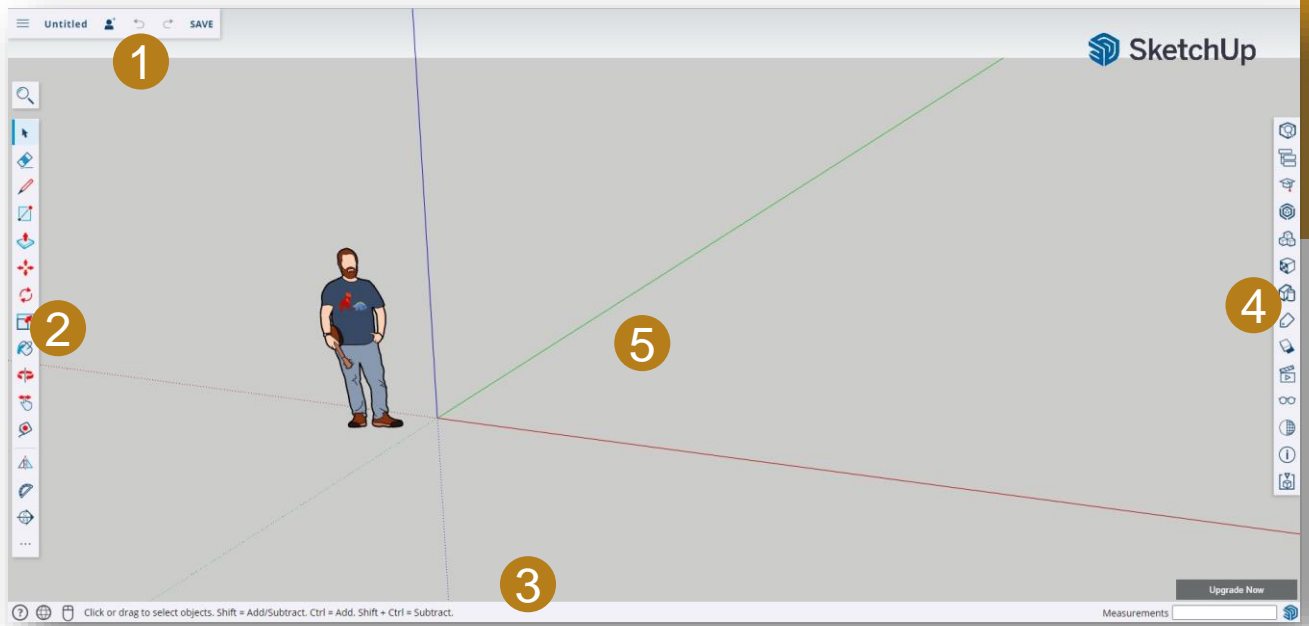 Untitled
SAVE
1
SketchUp
2
5
4
3
Upgrade Now
Click or drag to select objects. Shift = Add/Subtract. Ctrl = Add. Shift + Ctrl = Subtract.
Measurements